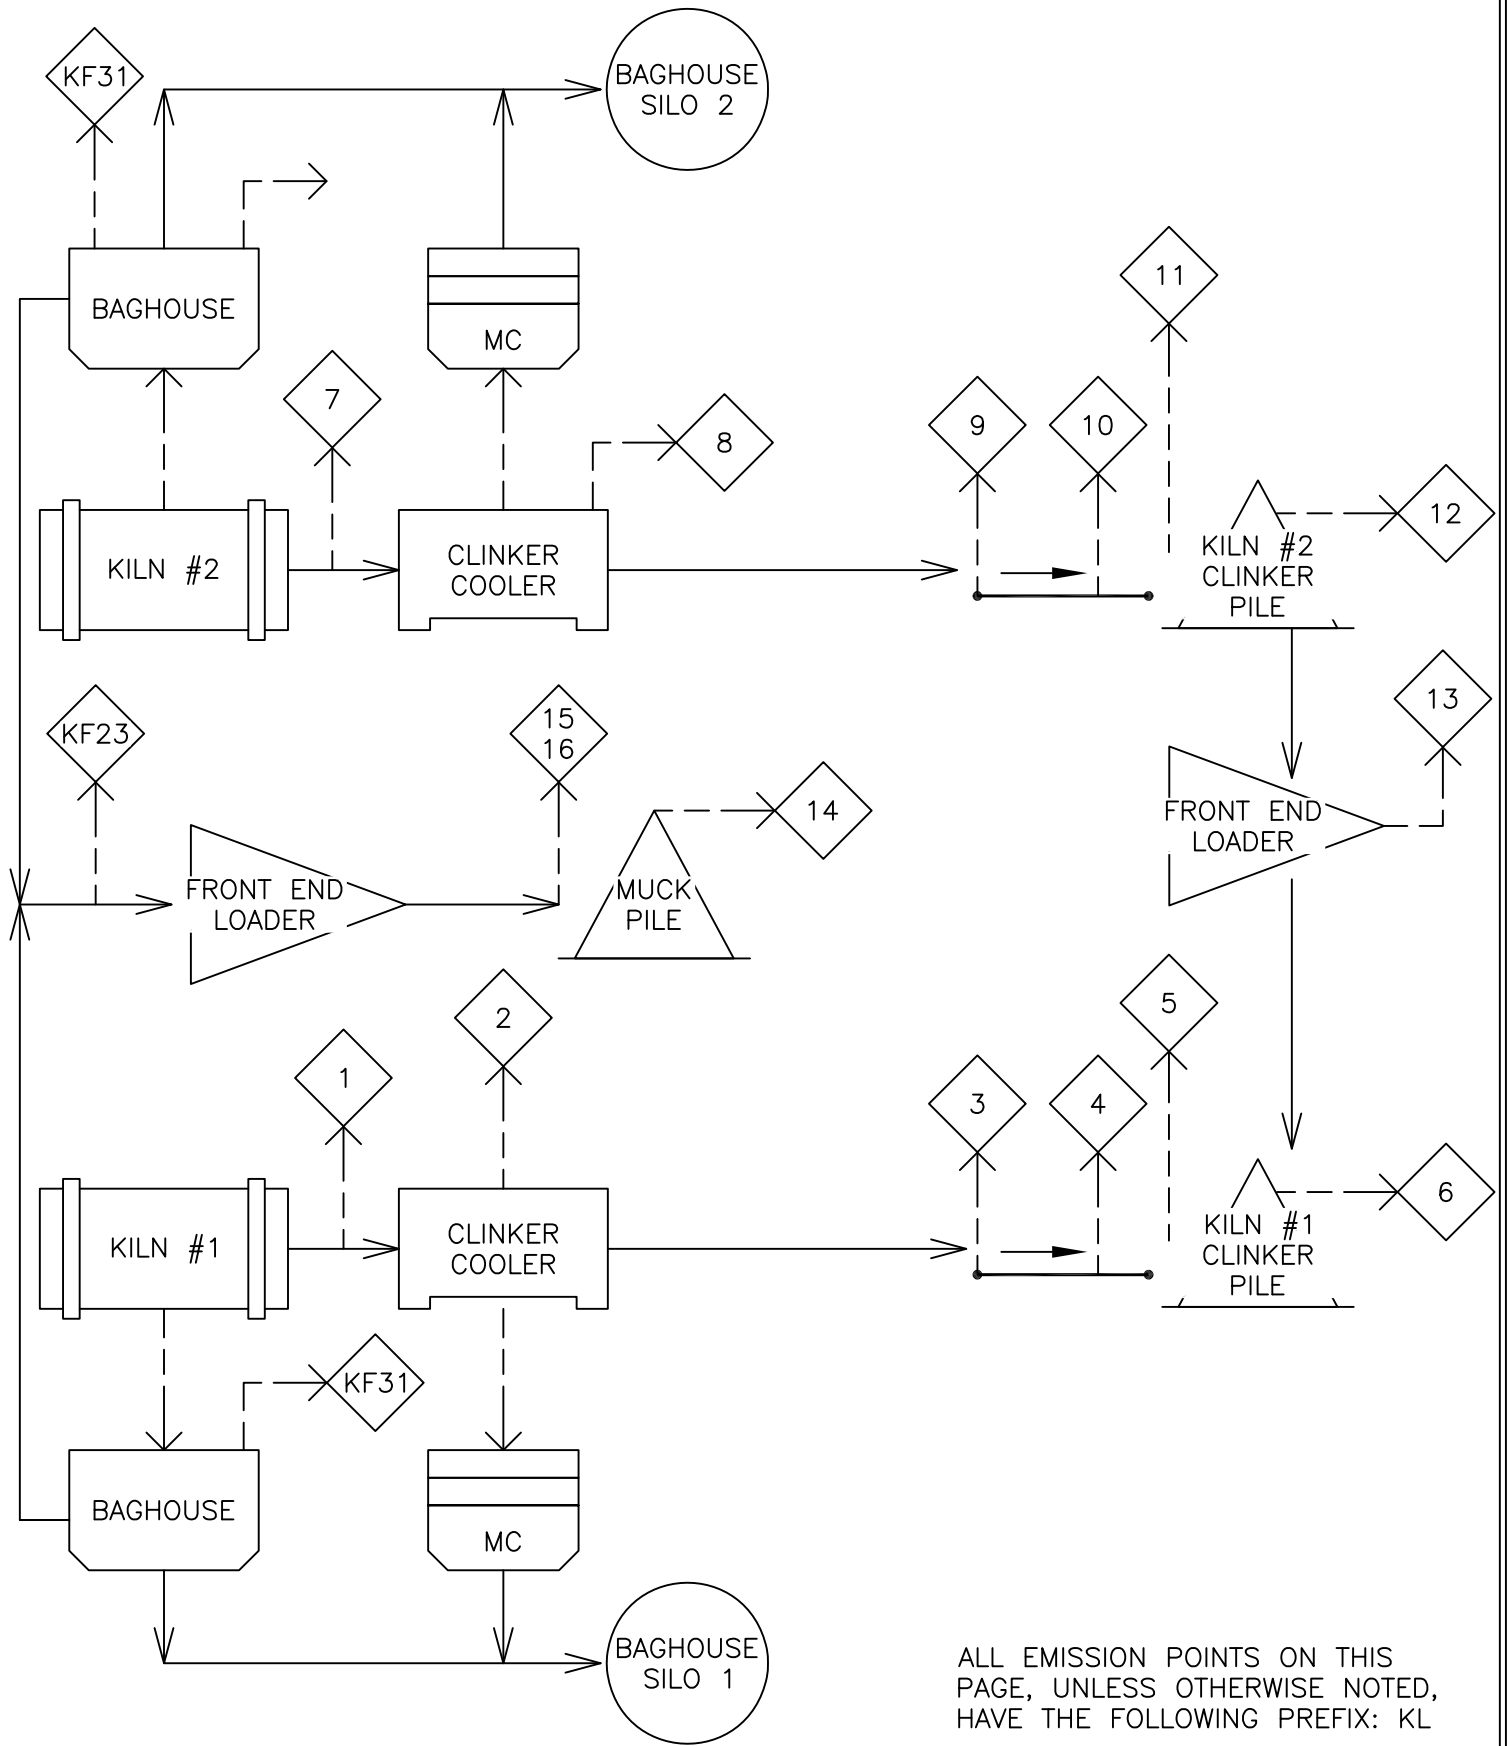 KF31
BAGHOUSE
SILO 2
11
BAGHOUSE
MC
7
9
10
8
12
KILN #2
CLINKER
COOLER
KILN #2
CLINKER
PILE
13
KF23
15
16
14
FRONT END
LOADER
FRONT END
LOADER
MUCK
PILE
5
2
1
3
4
6
KILN #1
CLINKER
COOLER
KILN #1
CLINKER
PILE
KF31
BAGHOUSE
MC
BAGHOUSE
SILO 1
ALL EMISSION POINTS ON THIS
PAGE, UNLESS OTHERWISE NOTED,
HAVE THE FOLLOWING PREFIX: KL